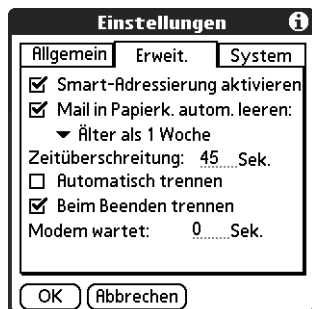 Einstellungen
Allgemein Erweit. System
Smart-Adressierung aktivieren
Mail in Papierk. autom. leeren:
Älter als 1 Woche
Zeitüberschreitung: 45 Sek.
Automatisch trennen
Beim Beenden trennen
Modem wartet: 0 Sek.
OK Abbrechen